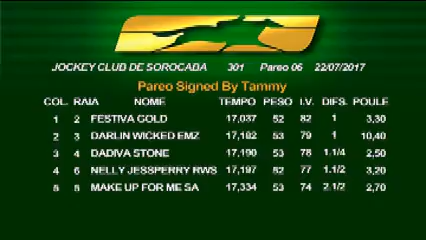 JOCKEY CLUB DE SOROCABA 301 Pareo 06 22/07/2017
Pareo Signed By Tammy
COL. RAIA NOME TEMPO PESO I.V. DIFS. POULE
1 2 FESTIVA GOLD 17,037 52 82 1 3,30
2 3 DARLIN WICKED EMZ 17,182 53 79 1 10,40
3 4 DADIVA STONE 17,190 53 78 1.1/4 2,50
4 6 NELLY JESSPERRY RWS 17,197 52 77 1.1/2 3,20
5 5 MAKE UP FOR ME SA 17,334 53 74 2.1/2 2,70